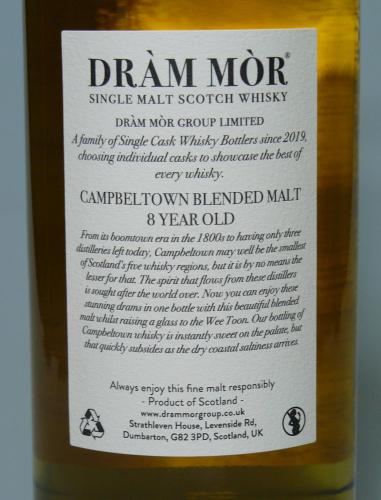 DRÀM MÒR®
SINGLE MALT SCOTCH WHISKY
DRÀM MÒR GROUP LIMITED
A family of Single Cask Whisky Bottlers since 2019,
choosing individual casks to showcase the best of
every whisky.
CAMPBELTOWN BLENDED MALT
8 YEAR OLD
From its boomtown era in the 1800s to having only three
distilleries left today, Campbeltown may well be the smallest
of Scotland's five whisky regions, but it is by no means the
lesser for that. The spirit that flows from these distillers
is sought after the world over. Now you can enjoy these
stunning drams in one bottle with this beautiful blended
malt whilst raising a glass to the Wee Toon. Our bottling of
Campbeltown whisky is instantly sweet on the palate, but
that quickly subsides as the dry coastal saltiness arrives.
Always enjoy this fine malt responsibly
- Product of Scotland -
www.drammorgroup.co.uk
Strathleven House, Levenside Rd,
Dumbarton, G82 3PD, Scotland, UK